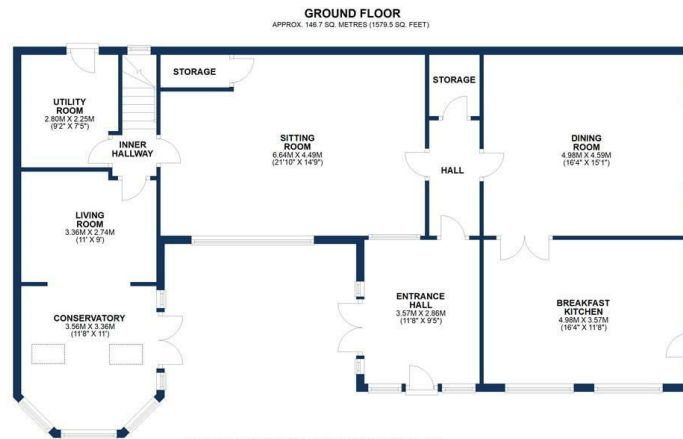 GROUND FLOOR
APPROX. 146.7 SQ. METRES (1579.5 SQ. FEET)
STORAGE
STORAGE
UTILITY
ROOM
2.80M X 2.25M
(9'2" X 7'5")
INNER
HALLWAY
SITTING
ROOM
6.64M X 4.49M
(21'10" X 14'9")
HALL
DINING
ROOM
4.98M X 4.59M
(16'4" X 15'1")
LIVING
ROOM
3.36M X 2.74M
(11' X 9')
CONSERVATORY
3.56M X 3.36M
(11'8" X 11')
ENTRANCE
HALL
3.57M X 2.86M
(11'8" X 9'5")
BREAKFAST
KITCHEN
4.98M X 3.57M
(16'4" X 11'8")